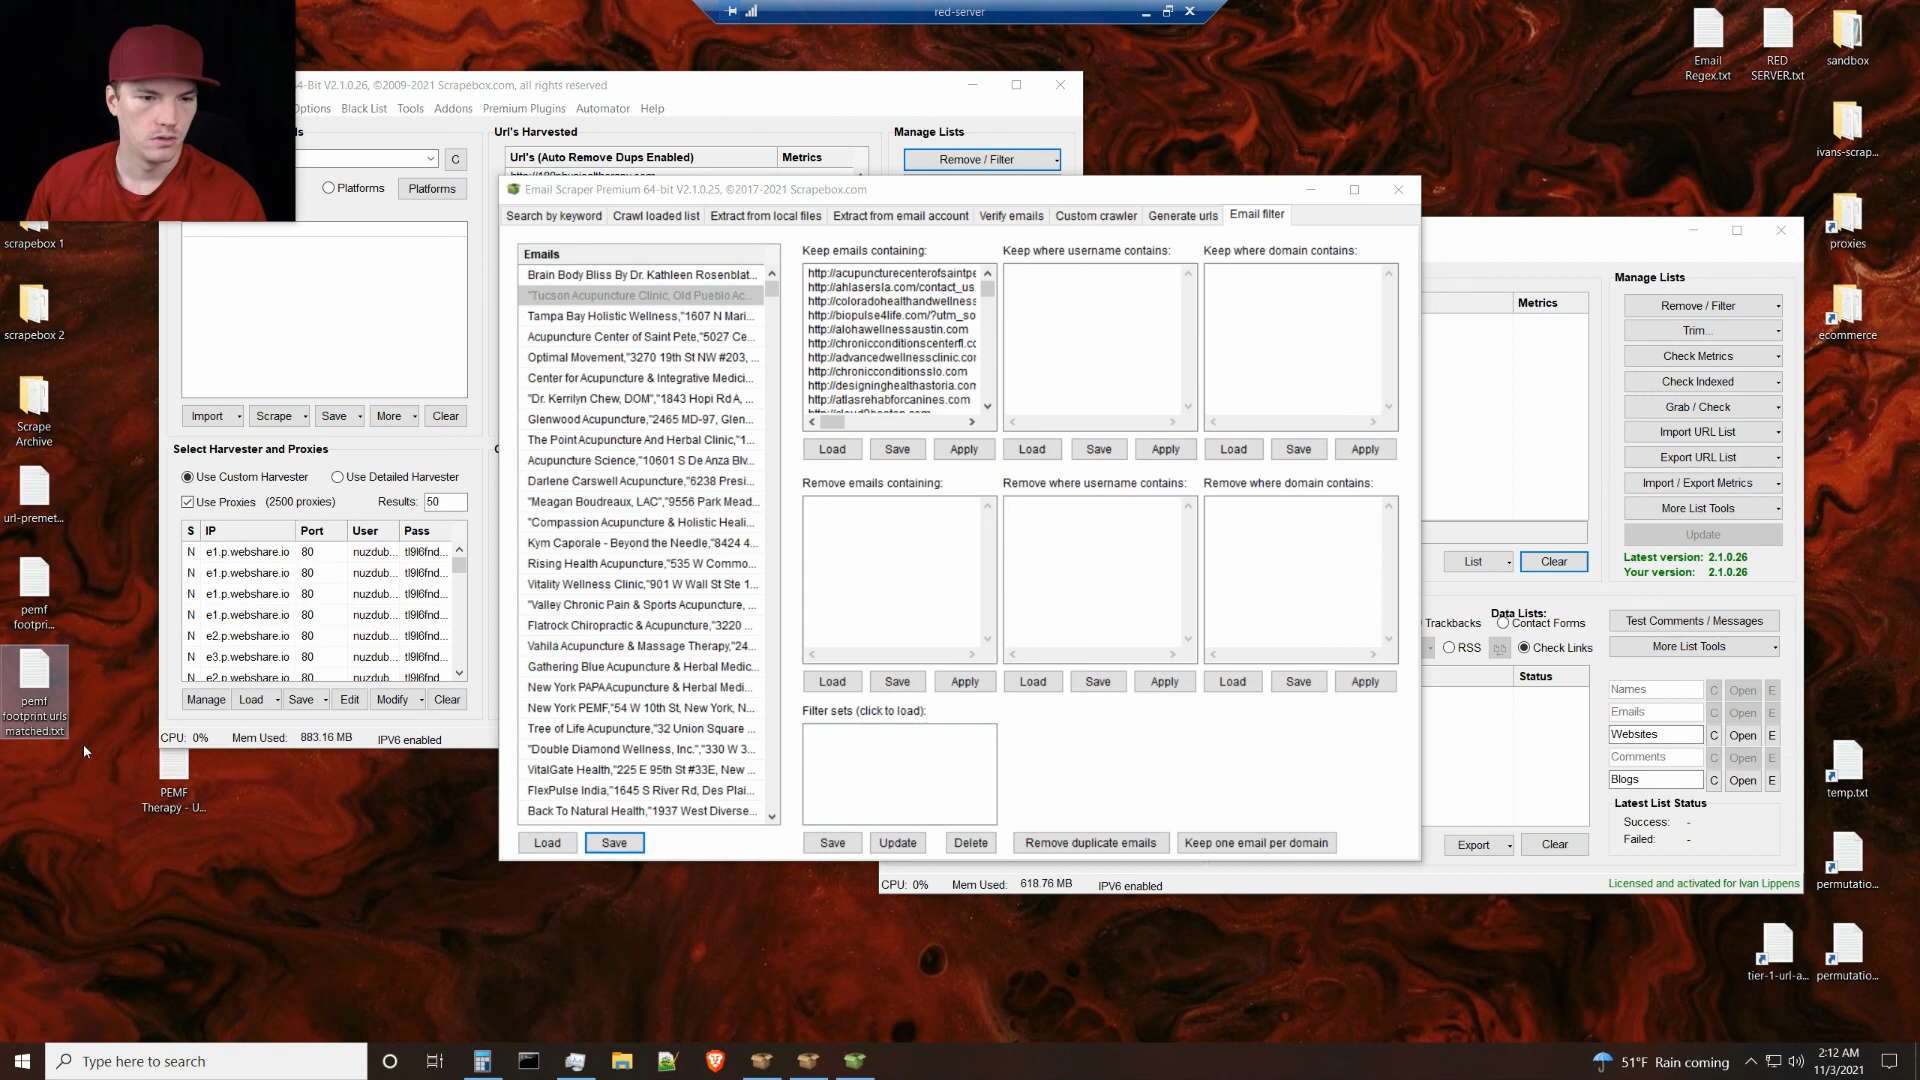 red-server
Email
Regex.txt
RED
SERVER.txt
sandbox
ivans-scrap...
proxies
ecommerce
temp.txt
permutatio...
tier-1-url-a...
permutatio...
scrapebox 1
scrapebox 2
Scrape
Archive
url-premet...
pemf
footpri...
pemf
footprint urls
matched.txt
PEMF
Therapy - U...
4-Bit V2.1.0.26, ©2009-2021 Scrapebox.com, all rights reserved
Options Black List Tools Addons Premium Plugins Automator Help
Url's Harvested
Manage Lists
Url's (Auto Remove Dups Enabled) Metrics
Remove / Filter
C
Platforms Platforms
Import Scrape Save More Clear
Select Harvester and Proxies
Use Custom Harvester Use Detailed Harvester
Use Proxies (2500 proxies) Results: 50
S IP Port User Pass
N e1.p.webshare.io 80 nuzdub... tl9l6fnd...
N e1.p.webshare.io 80 nuzdub... tl9l6fnd...
N e1.p.webshare.io 80 nuzdub... tl9l6fnd...
N e1.p.webshare.io 80 nuzdub... tl9l6fnd...
N e2.p.webshare.io 80 nuzdub... tl9l6fnd...
N e3.p.webshare.io 80 nuzdub... tl9l6fnd...
N e2.p.webshare.io 80 nuzdub... tl9l6fnd...
Manage Load Save Edit Modify Clear
CPU: 0% Mem Used: 883.16 MB IPV6 enabled
Email Scraper Premium 64-bit V2.1.0.25, ©2017-2021 Scrapebox.com
Search by keyword Crawl loaded list Extract from local files Extract from email account Verify emails Custom crawler Generate urls Email filter
Emails
Brain Body Bliss By Dr. Kathleen Rosenblat...
"Tucson Acupuncture Clinic, Old Pueblo Ac...
Tampa Bay Holistic Wellness,"1607 N Mari...
Acupuncture Center of Saint Pete,"5027 Ce...
Optimal Movement,"3270 19th St NW #203, ...
Center for Acupuncture & Integrative Medici...
"Dr. Kerrilyn Chew, DOM","1843 Hopi Rd A, ...
Glenwood Acupuncture,"2465 MD-97, Glen...
The Point Acupuncture And Herbal Clinic,"1...
Acupuncture Science,"10601 S De Anza Blv...
Darlene Carswell Acupuncture,"6238 Presi...
"Meagan Boudreaux, LAC","9556 Park Mead...
"Compassion Acupuncture & Holistic Heali...
Kym Caporale - Beyond the Needle,"8424 4...
Rising Health Acupuncture,"535 W Commo...
Vitality Wellness Clinic,"901 W Wall St Ste 1...
"Valley Chronic Pain & Sports Acupuncture, ...
Flatrock Chiropractic & Acupuncture,"3220 ...
Vahila Acupuncture & Massage Therapy,"24...
Gathering Blue Acupuncture & Herbal Medic...
New York PAPA Acupuncture & Herbal Medi...
New York PEMF,"54 W 10th St, New York, N...
Tree of Life Acupuncture,"32 Union Square ...
"Double Diamond Wellness, Inc.","330 W 3...
VitalGate Health,"225 E 95th St #33E, New ...
FlexPulse India,"1645 S River Rd, Des Plai...
Back To Natural Health,"1937 West Diverse...
Load Save
Keep emails containing: Keep where username contains: Keep where domain contains:
http://acupuncturecenterofsaintpe
http://ahlasersla.com/contact_us
http://coloradohealthandwellness
http://biopulse4life.com/?utm_so
http://alohawellnessaustin.com
http://chronicconditionscenterfl.cc
http://advancedwellnessclinic.cor
http://chronicconditionsslo.com
http://designinghealthastoria.com
http://atlasrehabforcanines.com
Load Save Apply Load Save Apply Load Save Apply
Remove emails containing: Remove where username contains: Remove where domain contains:
Load Save Apply Load Save Apply Load Save Apply
Filter sets (click to load):
Save Update Delete Remove duplicate emails Keep one email per domain
Manage Lists
Metrics
Remove / Filter
Trim...
Check Metrics
Check Indexed
Grab / Check
Import URL List
Export URL List
Import / Export Metrics
More List Tools
Update
Latest version: 2.1.0.26
Your version: 2.1.0.26
List Clear
Data Lists:
Trackbacks Contact Forms
RSS Check Links
Test Comments / Messages
More List Tools
Status
Names C Open E
Emails C Open E
Websites C Open E
Comments C Open E
Blogs C Open E
Latest List Status
Success: -
Failed: -
Export Clear
CPU: 0% Mem Used: 618.76 MB IPV6 enabled
Licensed and activated for Ivan Lippens
Type here to search
51°F Rain coming
2:12 AM
11/3/2021